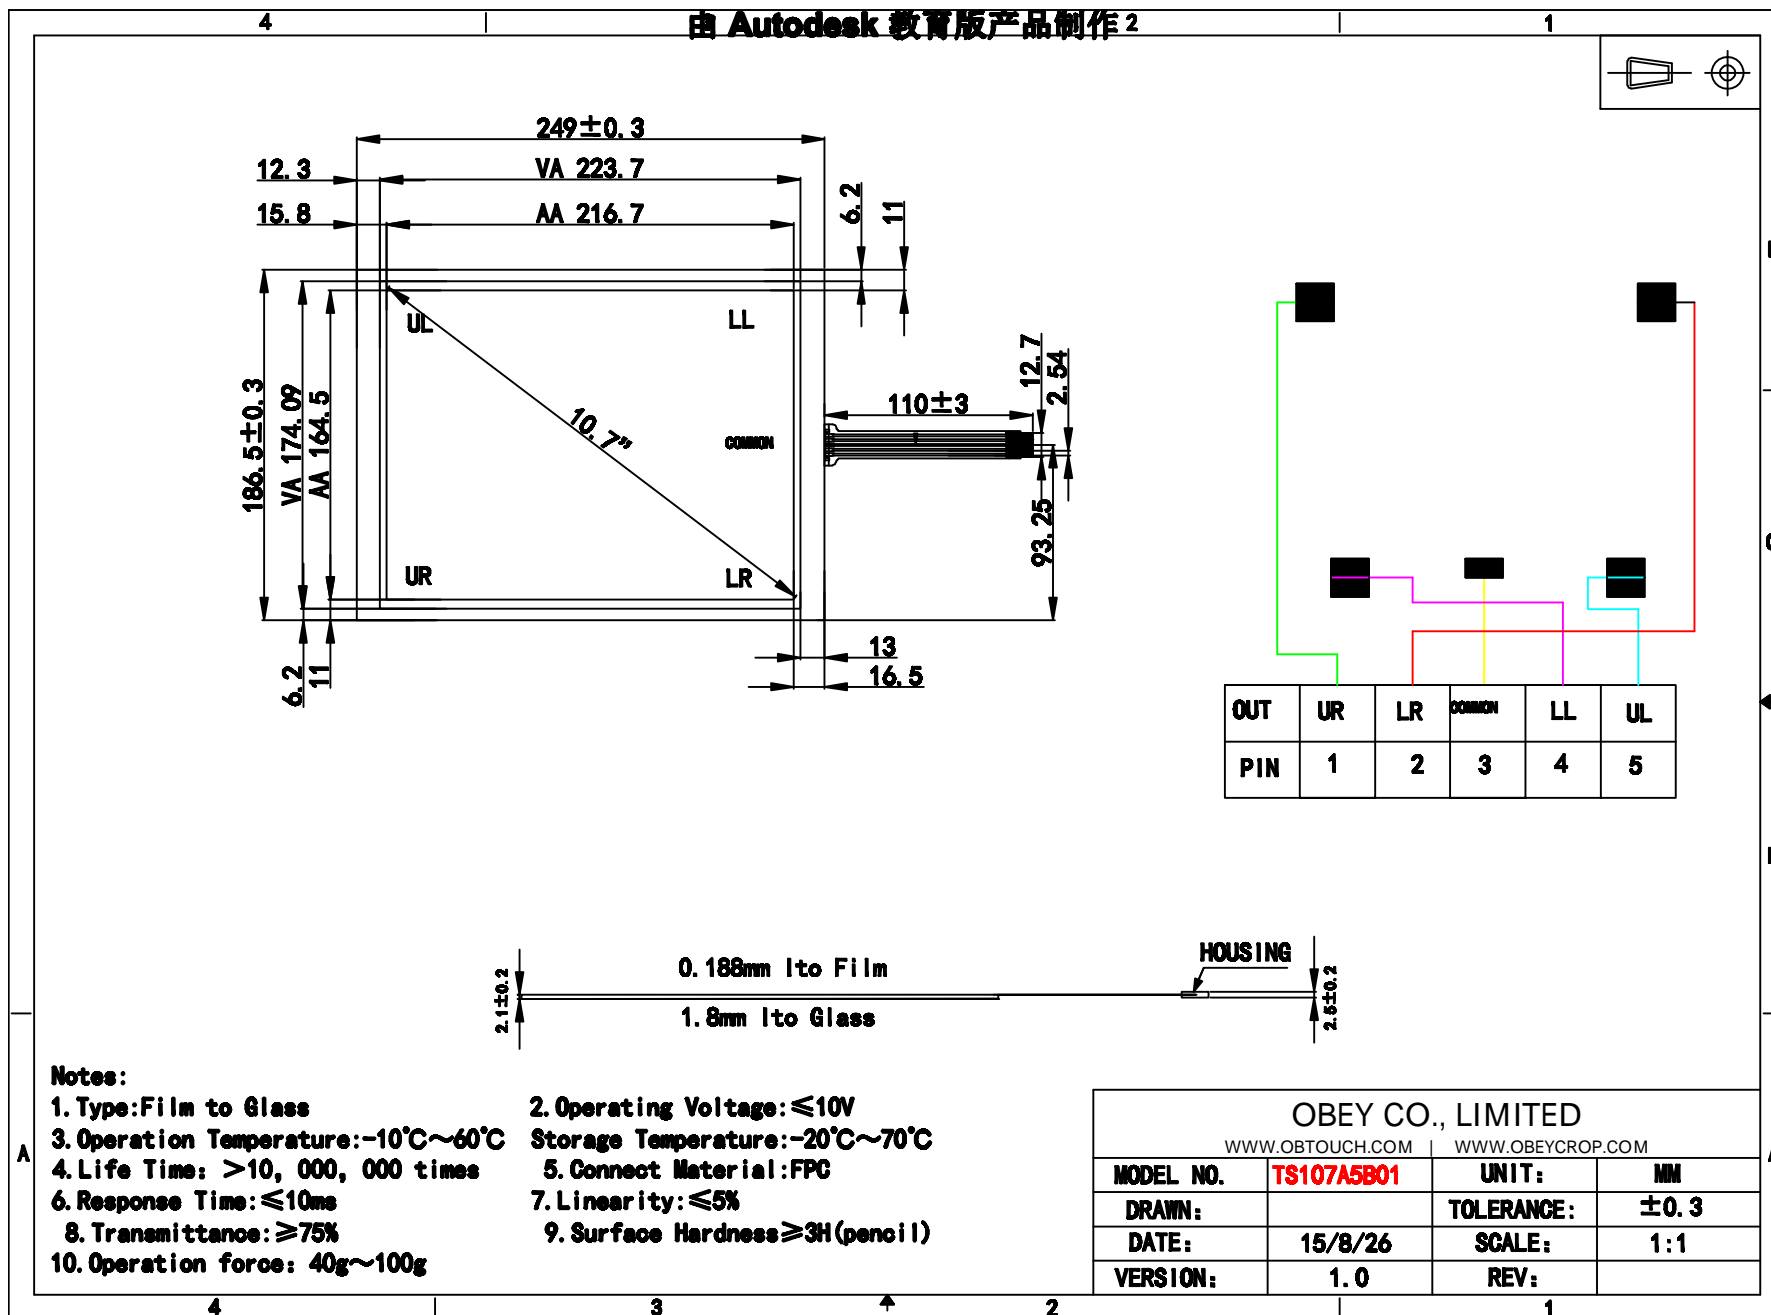 4
由 Autodesk 教育版产品制作
2
1
249±0.3
12.3
VA 223.7
15.8
AA 216.7
6.2
11
UL
LL
186.5±0.3
VA 174.09
AA 164.5
10.7”
COMMON
110±3
12.7
2.54
93.25
UR
LR
13
16.5
6.2
11
OUT UR LR COMMON LL UL
PIN 1 2 3 4 5
HOUSING
0.188mm Ito Film
2.1±0.2
2.5±0.2
1.8mm Ito Glass
Notes:
1.Type:Film to Glass 2.Operating Voltage:≤10V
3.Operation Temperature:-10℃~60℃ Storage Temperature:-20℃~70℃
4.Life Time: >10, 000, 000 times 5.Connect Material:FPC
6.Response Time:≤10ms 7.Linearity:≤5%
8.Transmittance:≥75% 9.Surface Hardness≥3H(pencil)
10.Operation force: 40g~100g
A
OBEY CO., LIMITED
WWW.OBTOUCH.COM | WWW.OBEYCROP.COM
MODEL NO. TS107A5B01 UNIT: MM
DRAWN: TOLERANCE: ±0.3
DATE: 15/8/26 SCALE: 1:1
VERSION: 1.0 REV:
4 3 2 1